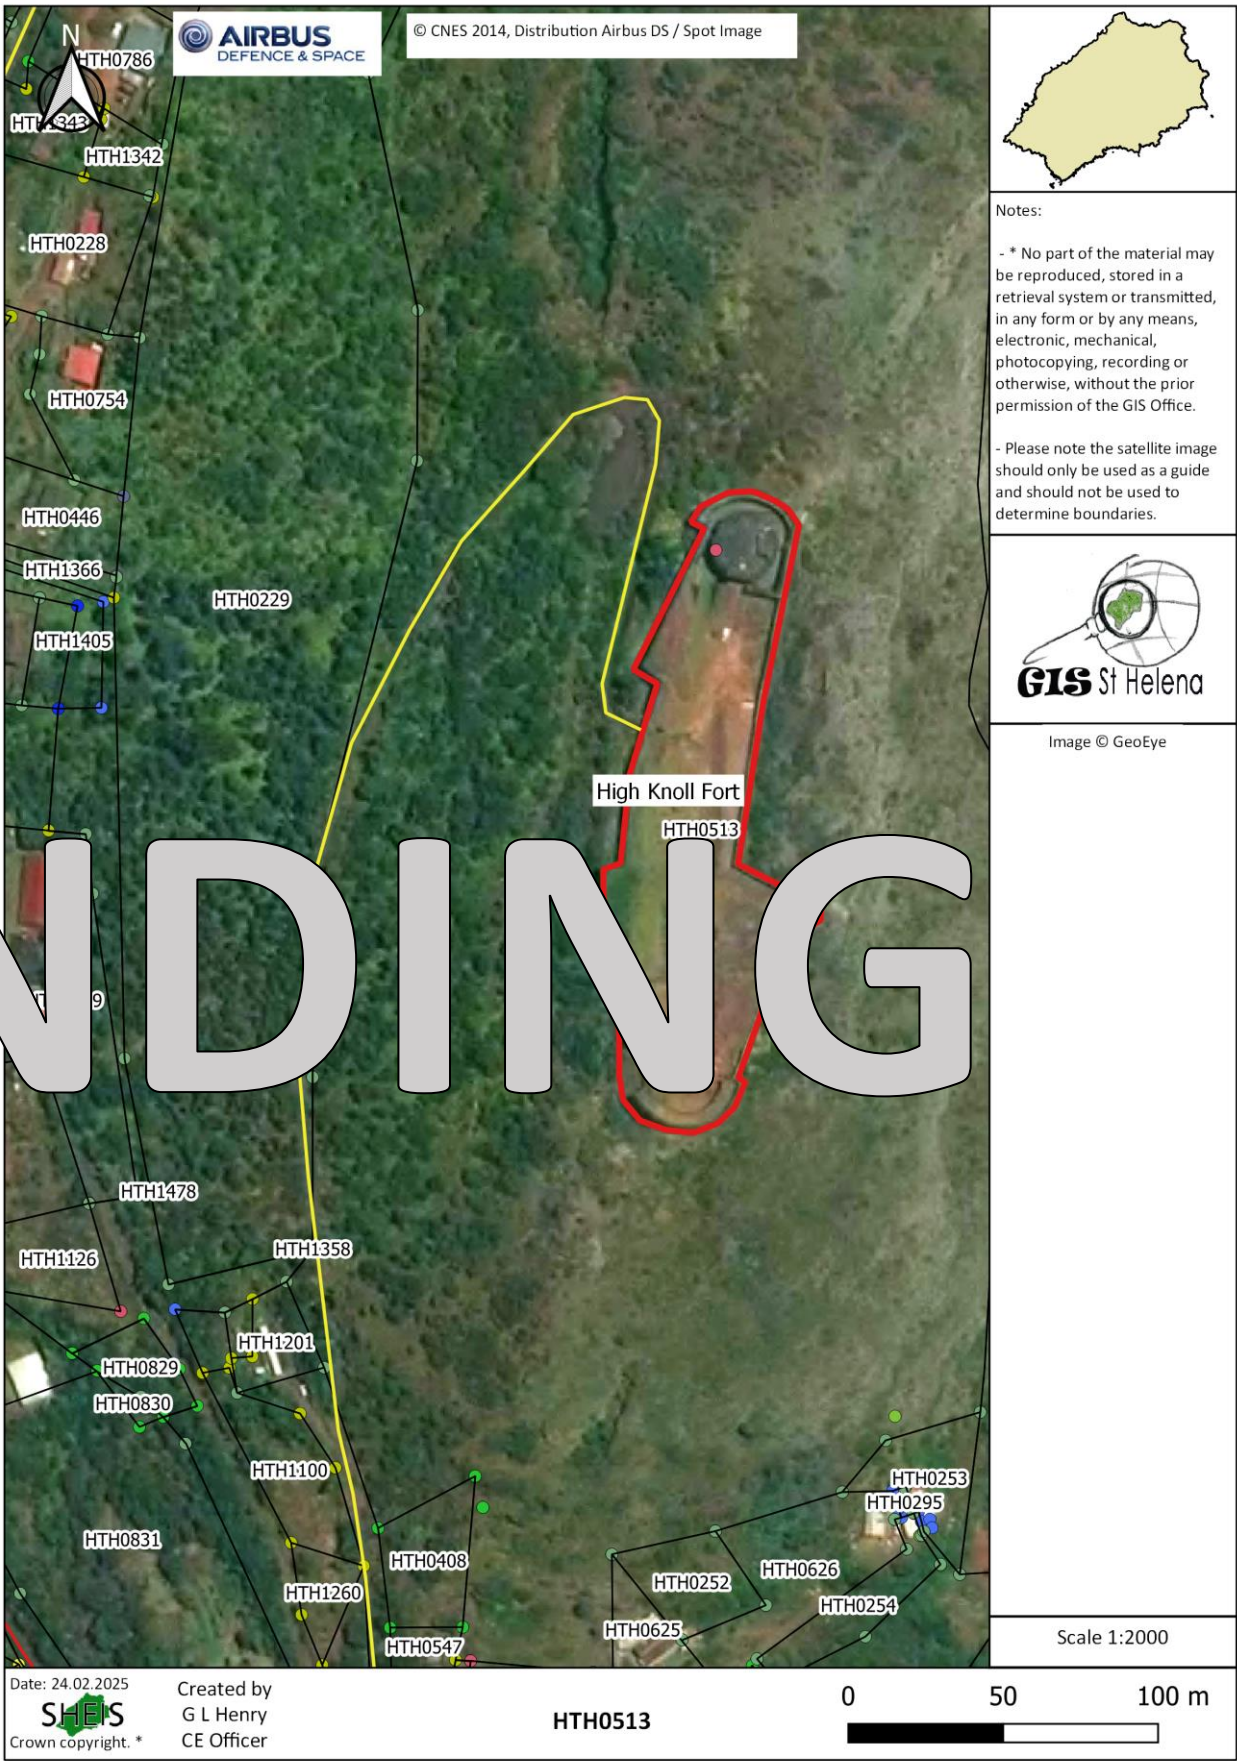 N
AIRBUS
DEFENCE & SPACE
© CNES 2014, Distribution Airbus DS / Spot Image
HTH0786
HTH1343
HTH1342
HTH0228
HTH0754
HTH0446
HTH1366
HTH0229
HTH1405
High Knoll Fort
HTH0513
NDING
HTH1478
HTH1358
HTH1126
HTH1201
HTH0829
HTH0830
HTH1100
HTH0831
HTH0408
HTH1260
HTH0547
HTH0253
HTH0295
HTH0626
HTH0252
HTH0254
HTH0625
Notes:
- * No part of the material may
be reproduced, stored in a
retrieval system or transmitted,
in any form or by any means,
electronic, mechanical,
photocopying, recording or
otherwise, without the prior
permission of the GIS Office.
- Please note the satellite image
should only be used as a guide
and should not be used to
determine boundaries.
GIS St Helena
Image © GeoEye
Scale 1:2000
Date: 24.02.2025
SHEIS
Crown copyright. *
Created by
G L Henry
CE Officer
HTH0513
0 50 100 m